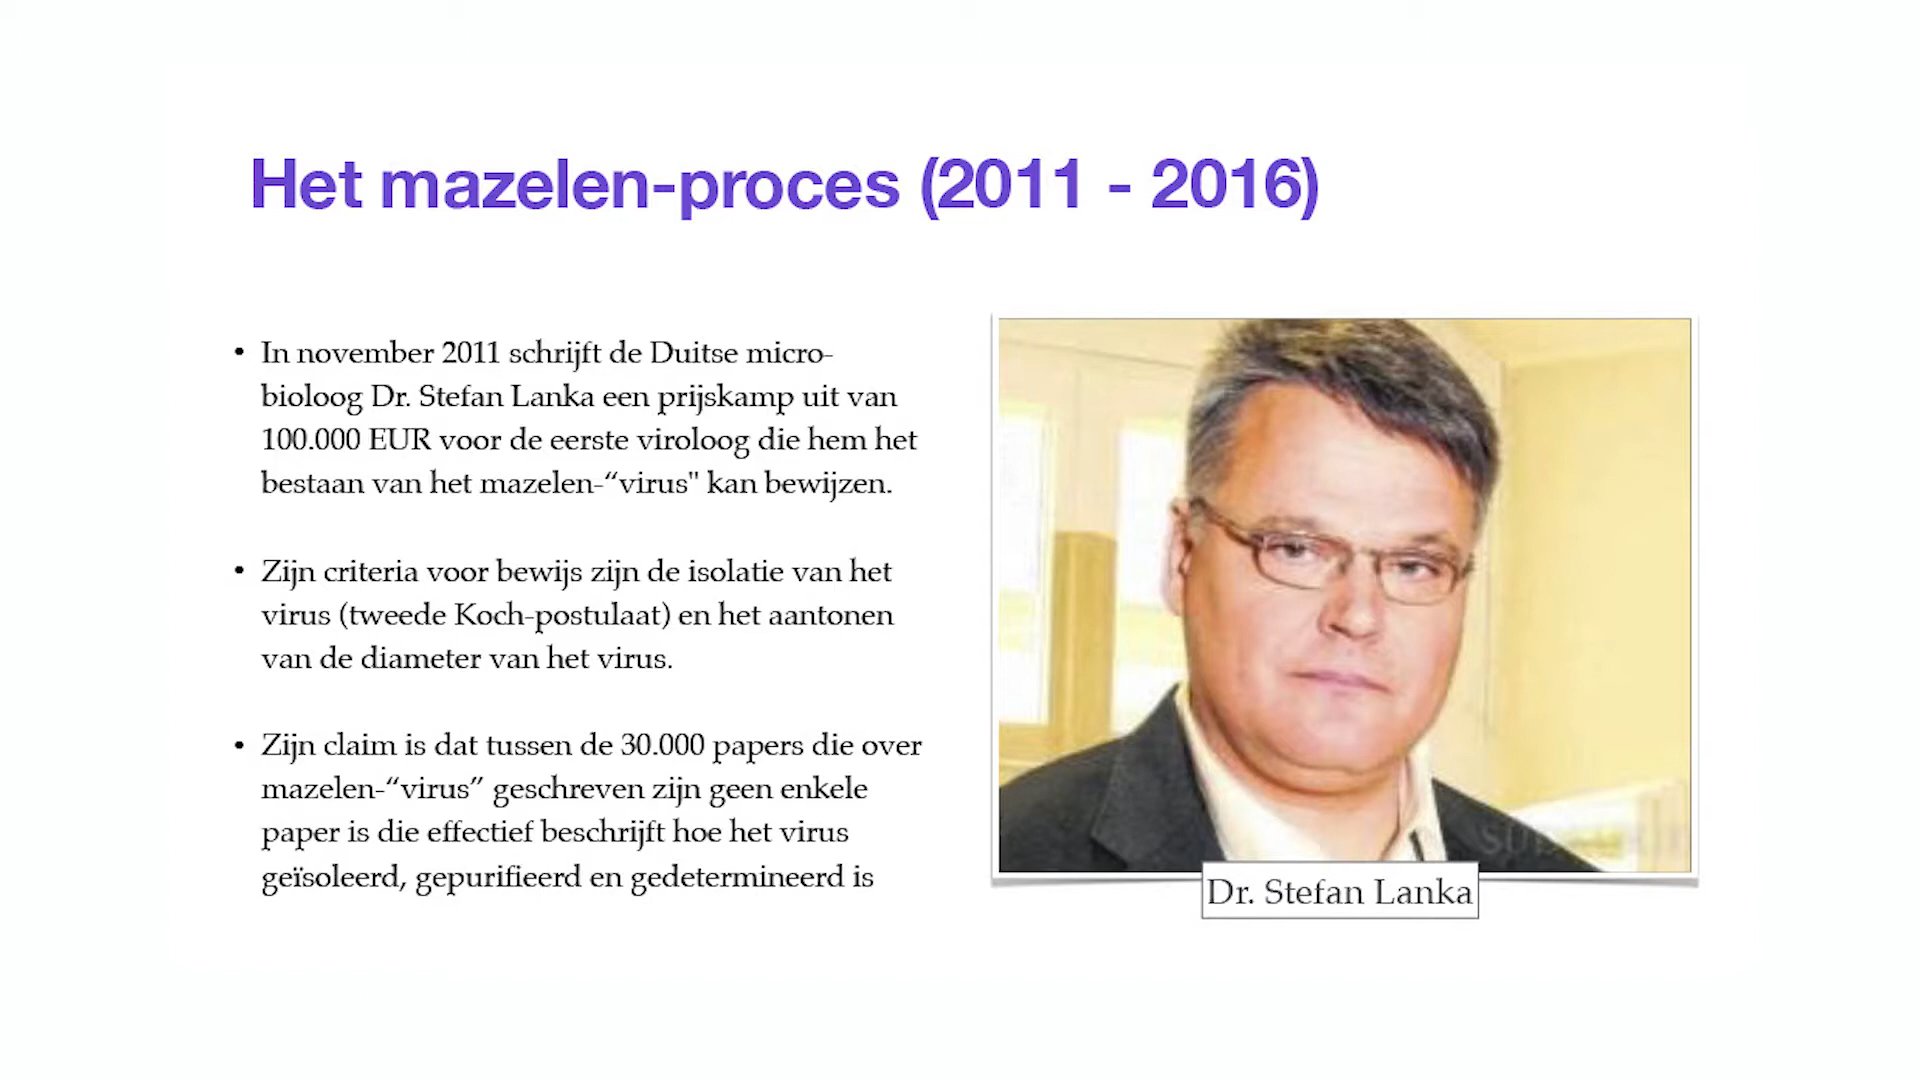 Het mazelen-proces (2011 - 2016)
• In november 2011 schrijft de Duitse micro-
bioloog Dr. Stefan Lanka een prijskamp uit van
100.000 EUR voor de eerste viroloog die hem het
bestaan van het mazelen-“virus" kan bewijzen.
• Zijn criteria voor bewijs zijn de isolatie van het
virus (tweede Koch-postulaat) en het aantonen
van de diameter van het virus.
• Zijn claim is dat tussen de 30.000 papers die over
mazelen-“virus” geschreven zijn geen enkele
paper is die effectief beschrijft hoe het virus
geïsoleerd, gepurifieerd en gedetermineerd is
Dr. Stefan Lanka